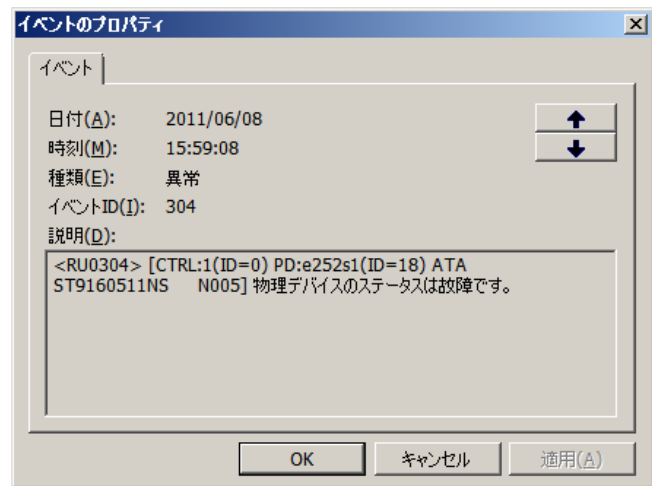 イベントのプロパティ
イベント
日付(A): 2011/06/08
時刻(M): 15:59:08
種類(E): 異常
イベントID(I): 304
説明(D):
<RU0304> [CTRL:1(ID=0) PD:e252s1(ID=18) ATA
ST9160511NS N005] 物理デバイスのステータスは故障です。
OK キャンセル 適用(A)